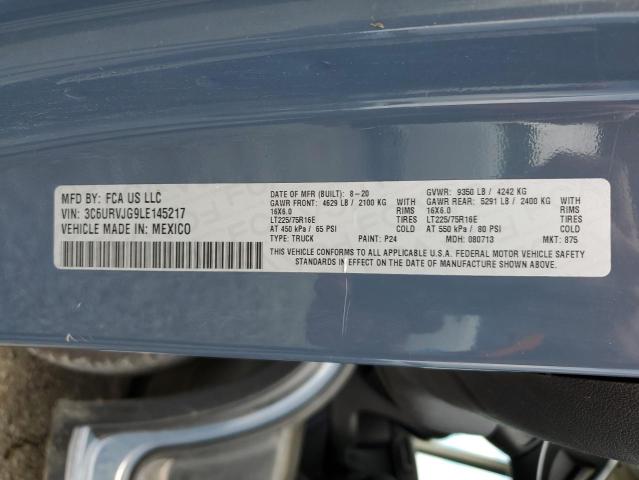 MFD BY: FCA US LLC
VIN: 3C6URVJG9LE145217
VEHICLE MADE IN: MEXICO
DATE OF MFR (BUILT): 8-20 GVWR: 9350 LB / 4242 KG
GAWR FRONT: 4629 LB / 2100 KG GAWR REAR: 5291 LB / 2400 KG
16X6.0 RIMS 16X6.0 RIMS
LT225/75R16E TIRES LT225/75R16E TIRES
AT 450 kPa / 65 PSI COLD AT 550 kPa / 80 PSI COLD
TYPE: TRUCK PAINT: P24 MDH: 080713 MKT: 875
THIS VEHICLE CONFORMS TO ALL APPLICABLE U.S.A. FEDERAL MOTOR VEHICLE SAFETY
STANDARDS IN EFFECT ON THE DATE OF MANUFACTURE SHOWN ABOVE.